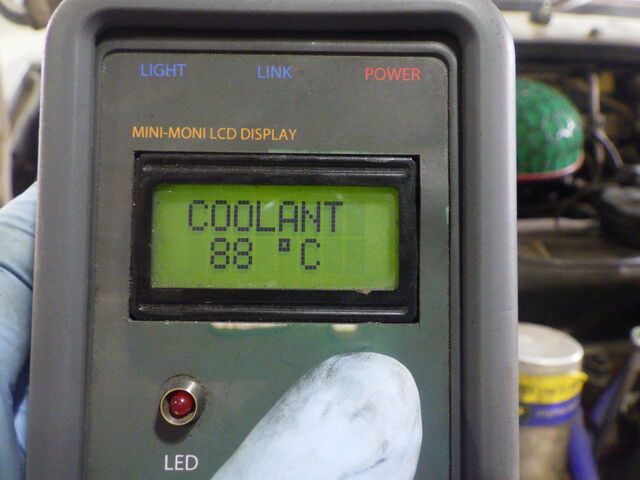 LIGHT LINK POWER
MINI-MONI LCD DISPLAY
COOLANT
88 °C
LED